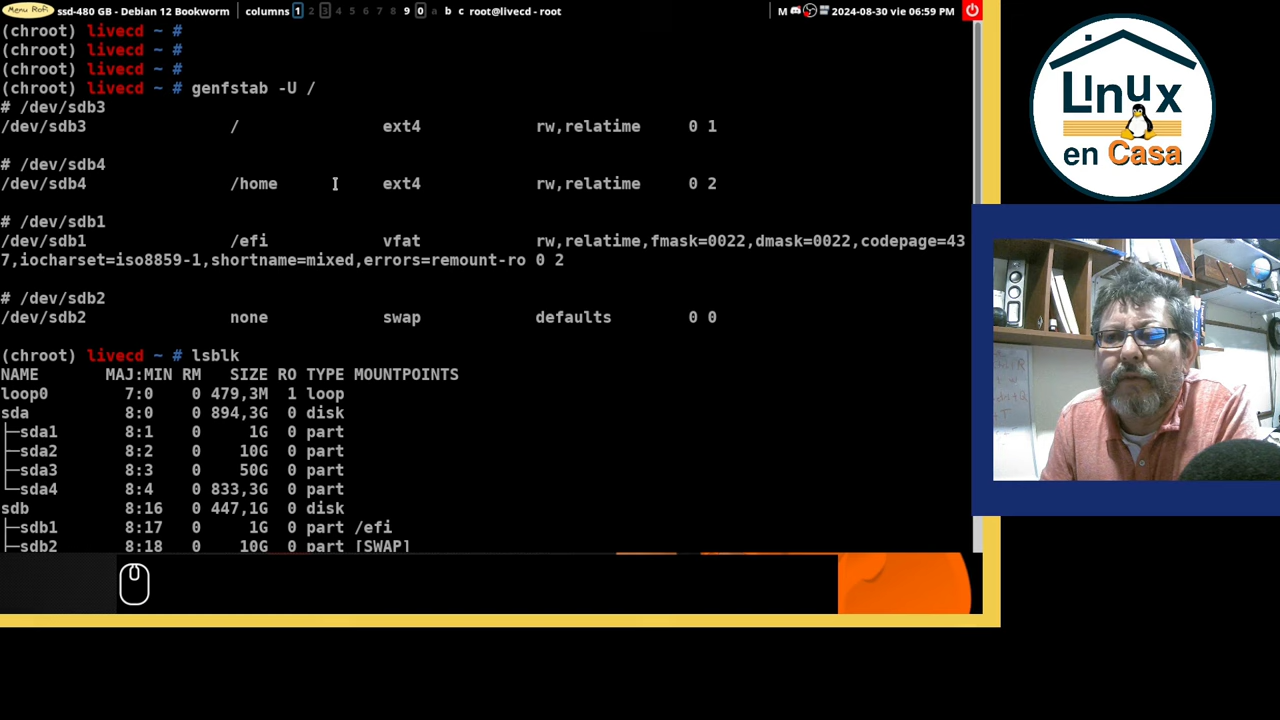 Menu Rofi ssd-480 GB - Debian 12 Bookworm columns 1 2 3 4 5 6 7 8 9 0 a b c root@livecd - root M 2024-08-30 vie 06:59 PM
(chroot) livecd ~ #
(chroot) livecd ~ #
(chroot) livecd ~ #
(chroot) livecd ~ # genfstab -U /
# /dev/sdb3
/dev/sdb3 / ext4 rw,relatime 0 1
# /dev/sdb4
/dev/sdb4 /home ext4 rw,relatime 0 2
# /dev/sdb1
/dev/sdb1 /efi vfat rw,relatime,fmask=0022,dmask=0022,codepage=43
7,iocharset=iso8859-1,shortname=mixed,errors=remount-ro 0 2
# /dev/sdb2
/dev/sdb2 none swap defaults 0 0
(chroot) livecd ~ # lsblk
NAME MAJ:MIN RM SIZE RO TYPE MOUNTPOINTS
loop0 7:0 0 479,3M 1 loop
sda 8:0 0 894,3G 0 disk
├─sda1 8:1 0 1G 0 part
├─sda2 8:2 0 10G 0 part
├─sda3 8:3 0 50G 0 part
└─sda4 8:4 0 833,3G 0 part
sdb 8:16 0 447,1G 0 disk
├─sdb1 8:17 0 1G 0 part /efi
├─sdb2 8:18 0 10G 0 part [SWAP]
LInux
en Casa